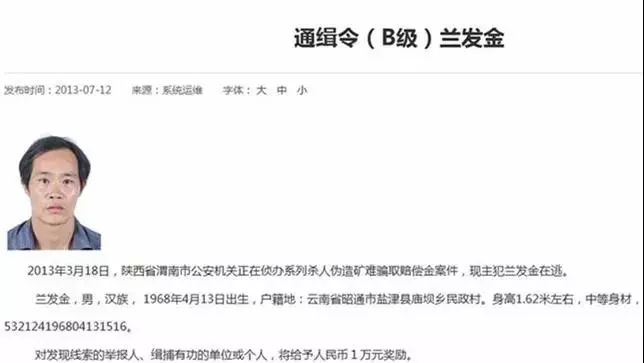 通缉令（B级）兰发金
发布时间：2013-07-12 来源：系统运维 字体： 大 中 小
2013年3月18日，陕西省渭南市公安机关正在侦办系列杀人伪造矿难骗取赔偿金案件，现主犯兰发金在逃。
兰发金，男，汉族， 1968年4月13日出生，户籍地：云南省昭通市盐津县庙坝乡民政村。身高1.62米左右，中等身材，
532124196804131516。
对发现线索的举报人、缉捕有功的单位或个人，将给予人民币１万元奖励。